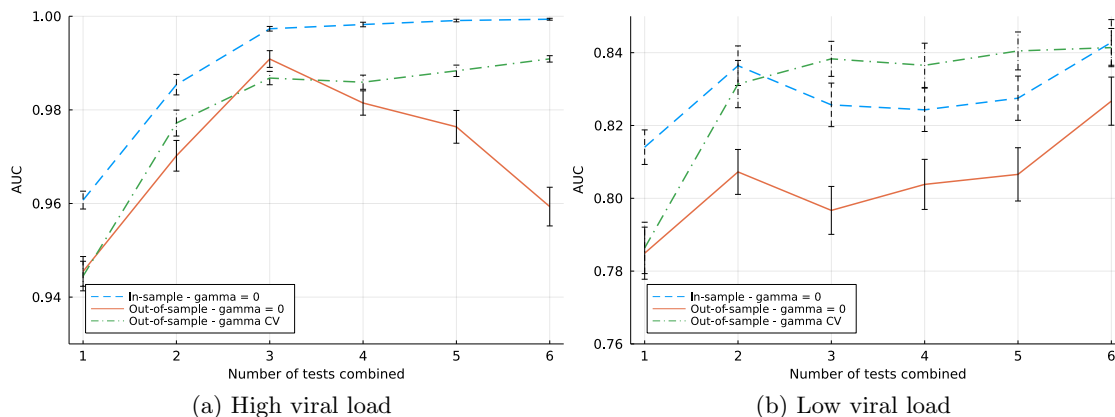 1.00
0.98
0.96
0.94
AUC
In-sample - gamma = 0
Out-of-sample - gamma = 0
Out-of-sample - gamma CV
1 2 3 4 5 6
Number of tests combined
(a) High viral load
0.84
0.82
0.80
0.78
0.76
AUC
In-sample - gamma = 0
Out-of-sample - gamma = 0
Out-of-sample - gamma CV
1 2 3 4 5 6
Number of tests combined
(b) Low viral load